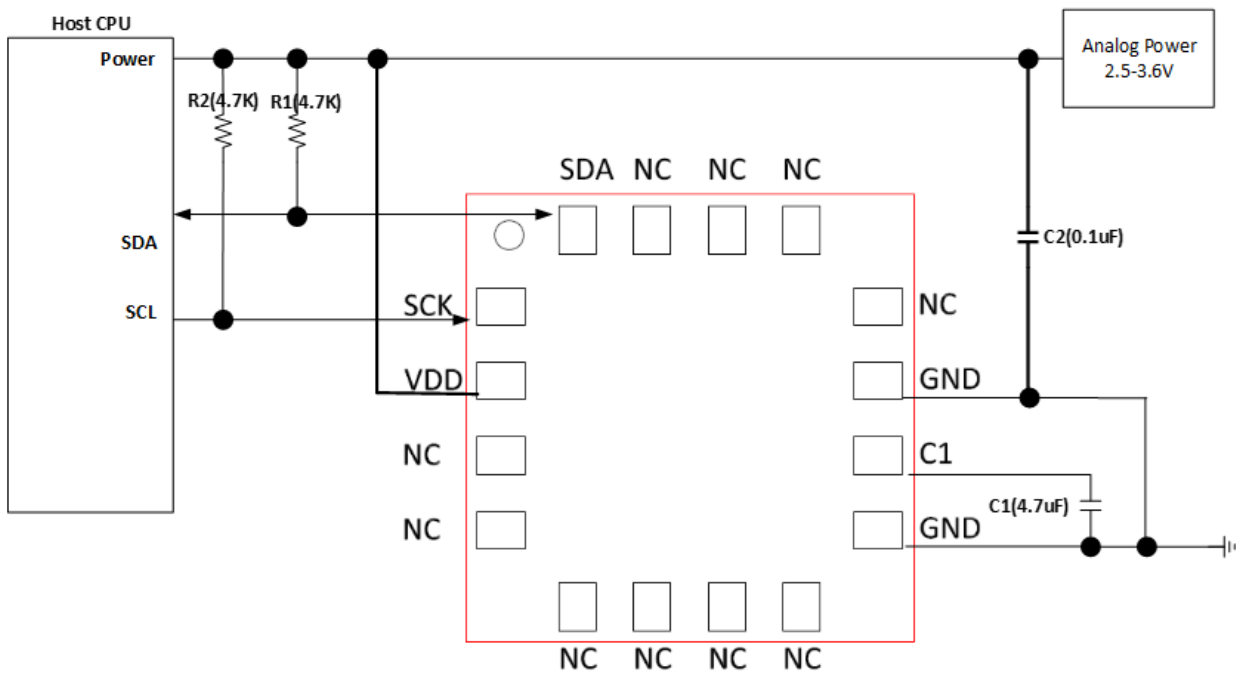 Host CPU
Power
Analog Power
2.5-3.6V
R2(4.7K)
R1(4.7K)
SDA
NC
NC
NC
SDA
C2(0.1uF)
SCL
SCK
NC
VDD
GND
NC
C1
C1(4.7uF)
NC
GND
NC
NC
NC
NC